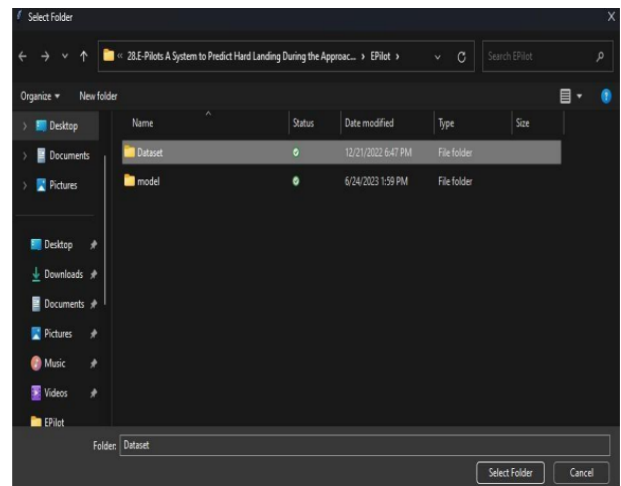 Select Folder
X
« 28.E-Pilots A System to Predict Hard Landing During the Approac... › EPilot ›
Search EPilot
Organize
New folder
Name Status Date modified Type Size
Desktop
Documents
Pictures
Dataset 12/21/2022 6:47 PM File folder
model 6/24/2023 1:59 PM File folder
Desktop
Downloads
Documents
Pictures
Music
Videos
EPilot
Folder: Dataset
Select Folder
Cancel